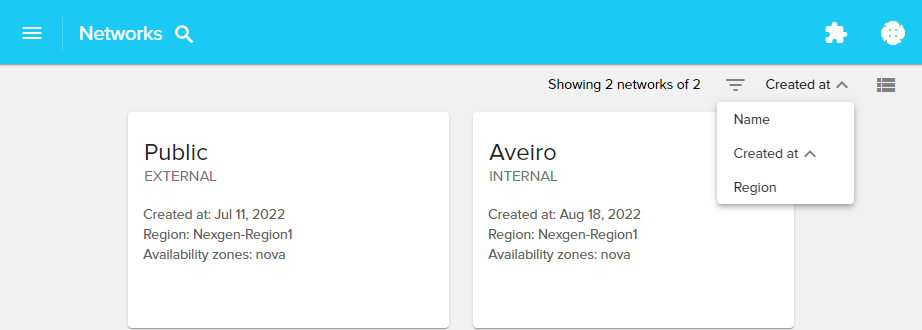 Networks
Showing 2 networks of 2
Created at
Name
Created at
Region
Public
EXTERNAL
Created at: Jul 11, 2022
Region: Nexgen-Region1
Availability zones: nova
Aveiro
INTERNAL
Created at: Aug 18, 2022
Region: Nexgen-Region1
Availability zones: nova